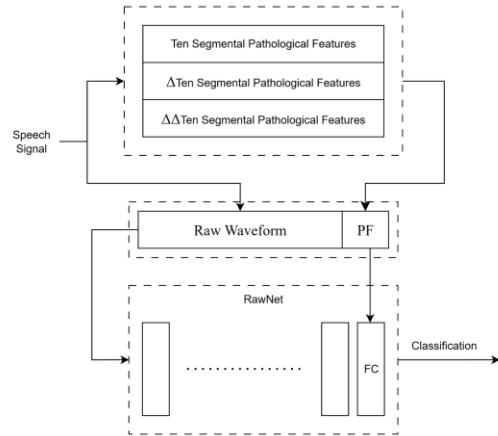 Ten Segmental Pathological Features
ΔTen Segmental Pathological Features
ΔΔTen Segmental Pathological Features
Speech
Signal
Raw Waveform
PF
RawNet
FC
Classification